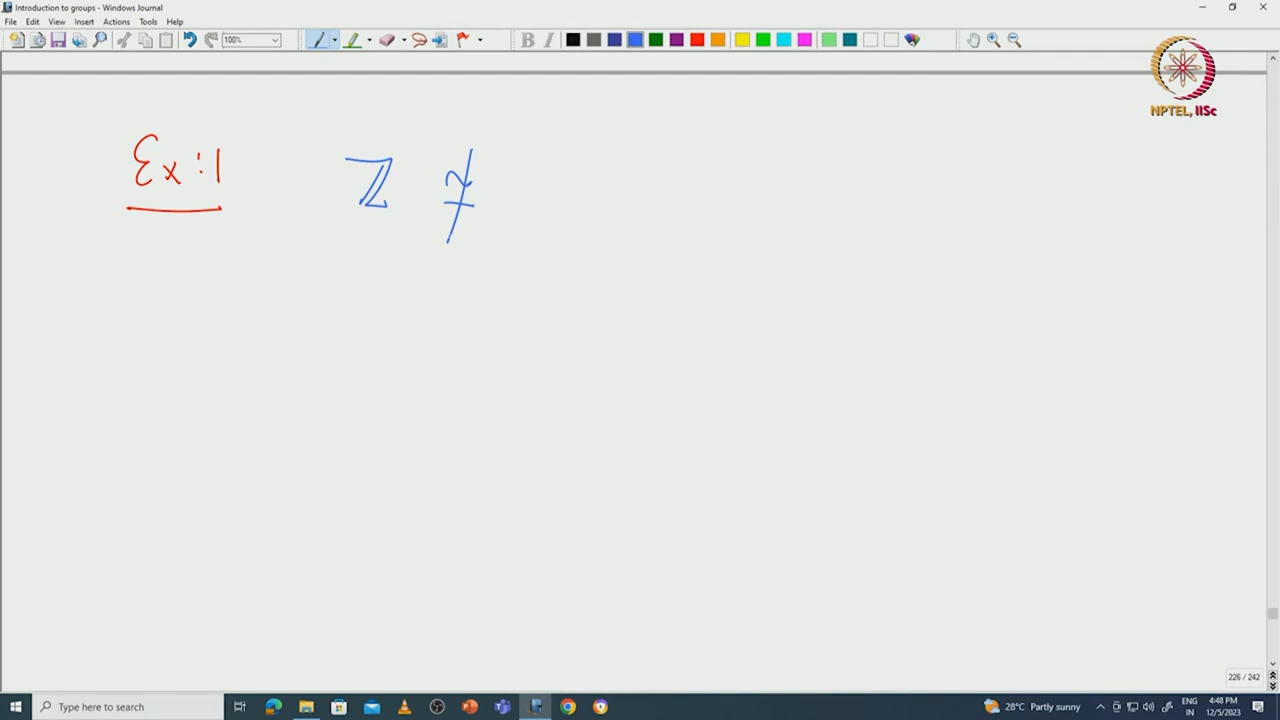 Introduction to groups - Windows Journal
File Edit View Insert Actions Tools Help
100%
B I
NPTEL, IISc
Ex:1 ℤ ≇
226 / 242
Type here to search
28°C Partly sunny
ENG
IN
4:48 PM
12/5/2023